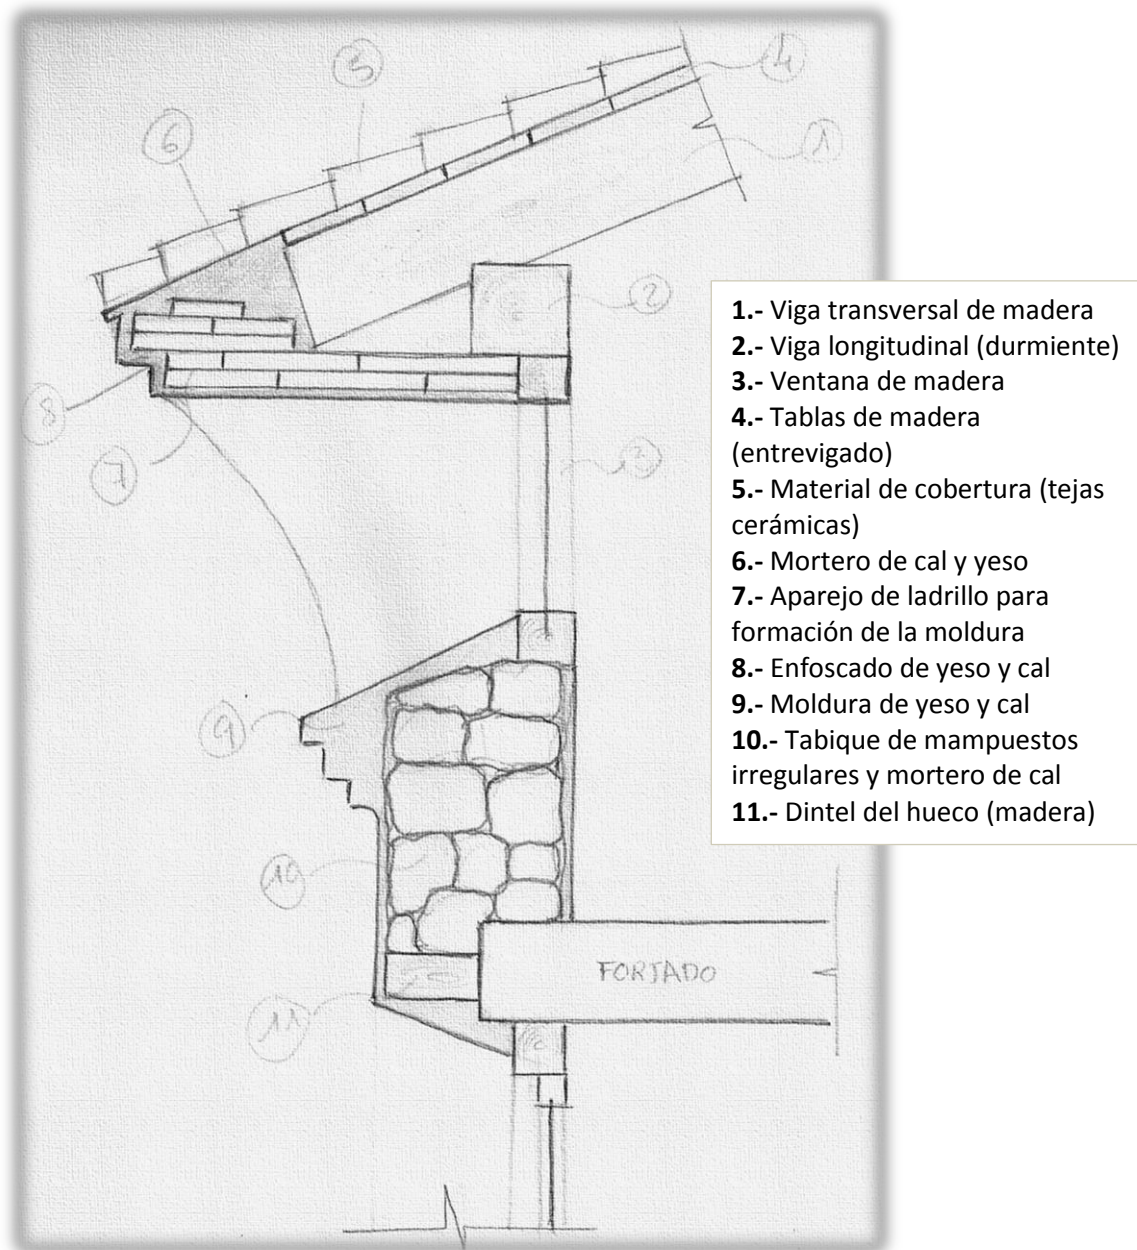 5
4
6
1
2
1.- Viga transversal de madera
2.- Viga longitudinal (durmiente)
3.- Ventana de madera
4.- Tablas de madera
(entrevigado)
5.- Material de cobertura (tejas
cerámicas)
6.- Mortero de cal y yeso
7.- Aparejo de ladrillo para
formación de la moldura
8.- Enfoscado de yeso y cal
9.- Moldura de yeso y cal
10.- Tabique de mampuestos
irregulares y mortero de cal
11.- Dintel del hueco (madera)
8
7
3
9
10
FORJADO
11